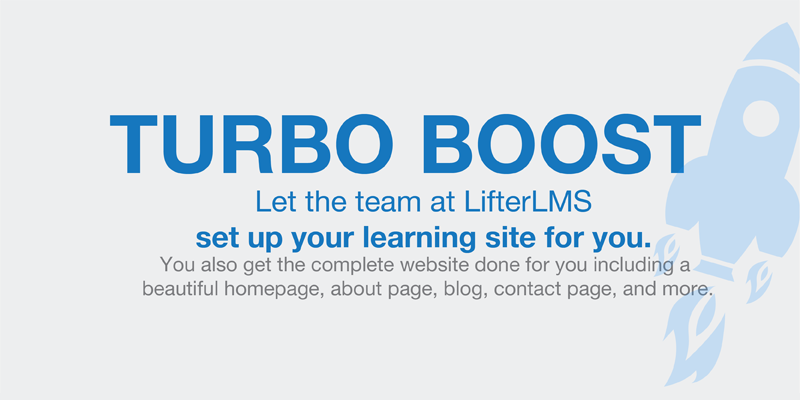 TURBO BOOST
Let the team at LifterLMS
set up your learning site for you.
You also get the complete website done for you including a
beautiful homepage, about page, blog, contact page, and more.